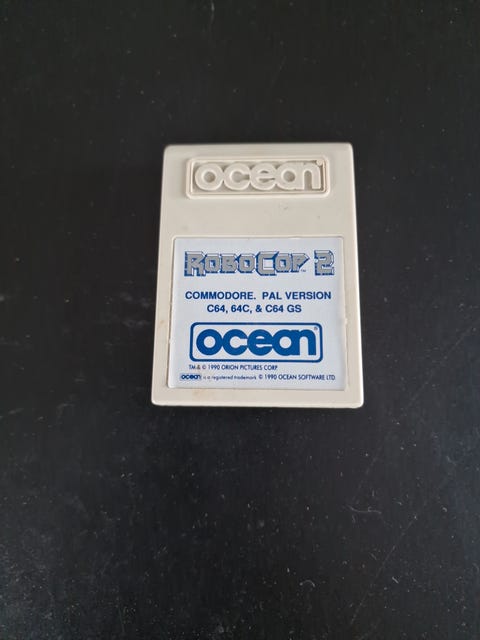 ocean
ROBOCOP™ 2
COMMODORE. PAL VERSION
C64, 64C, & C64 GS
ocean®
TM & © 1990 ORION PICTURES CORP
ocean is a registered trademark © 1990 OCEAN SOFTWARE LTD